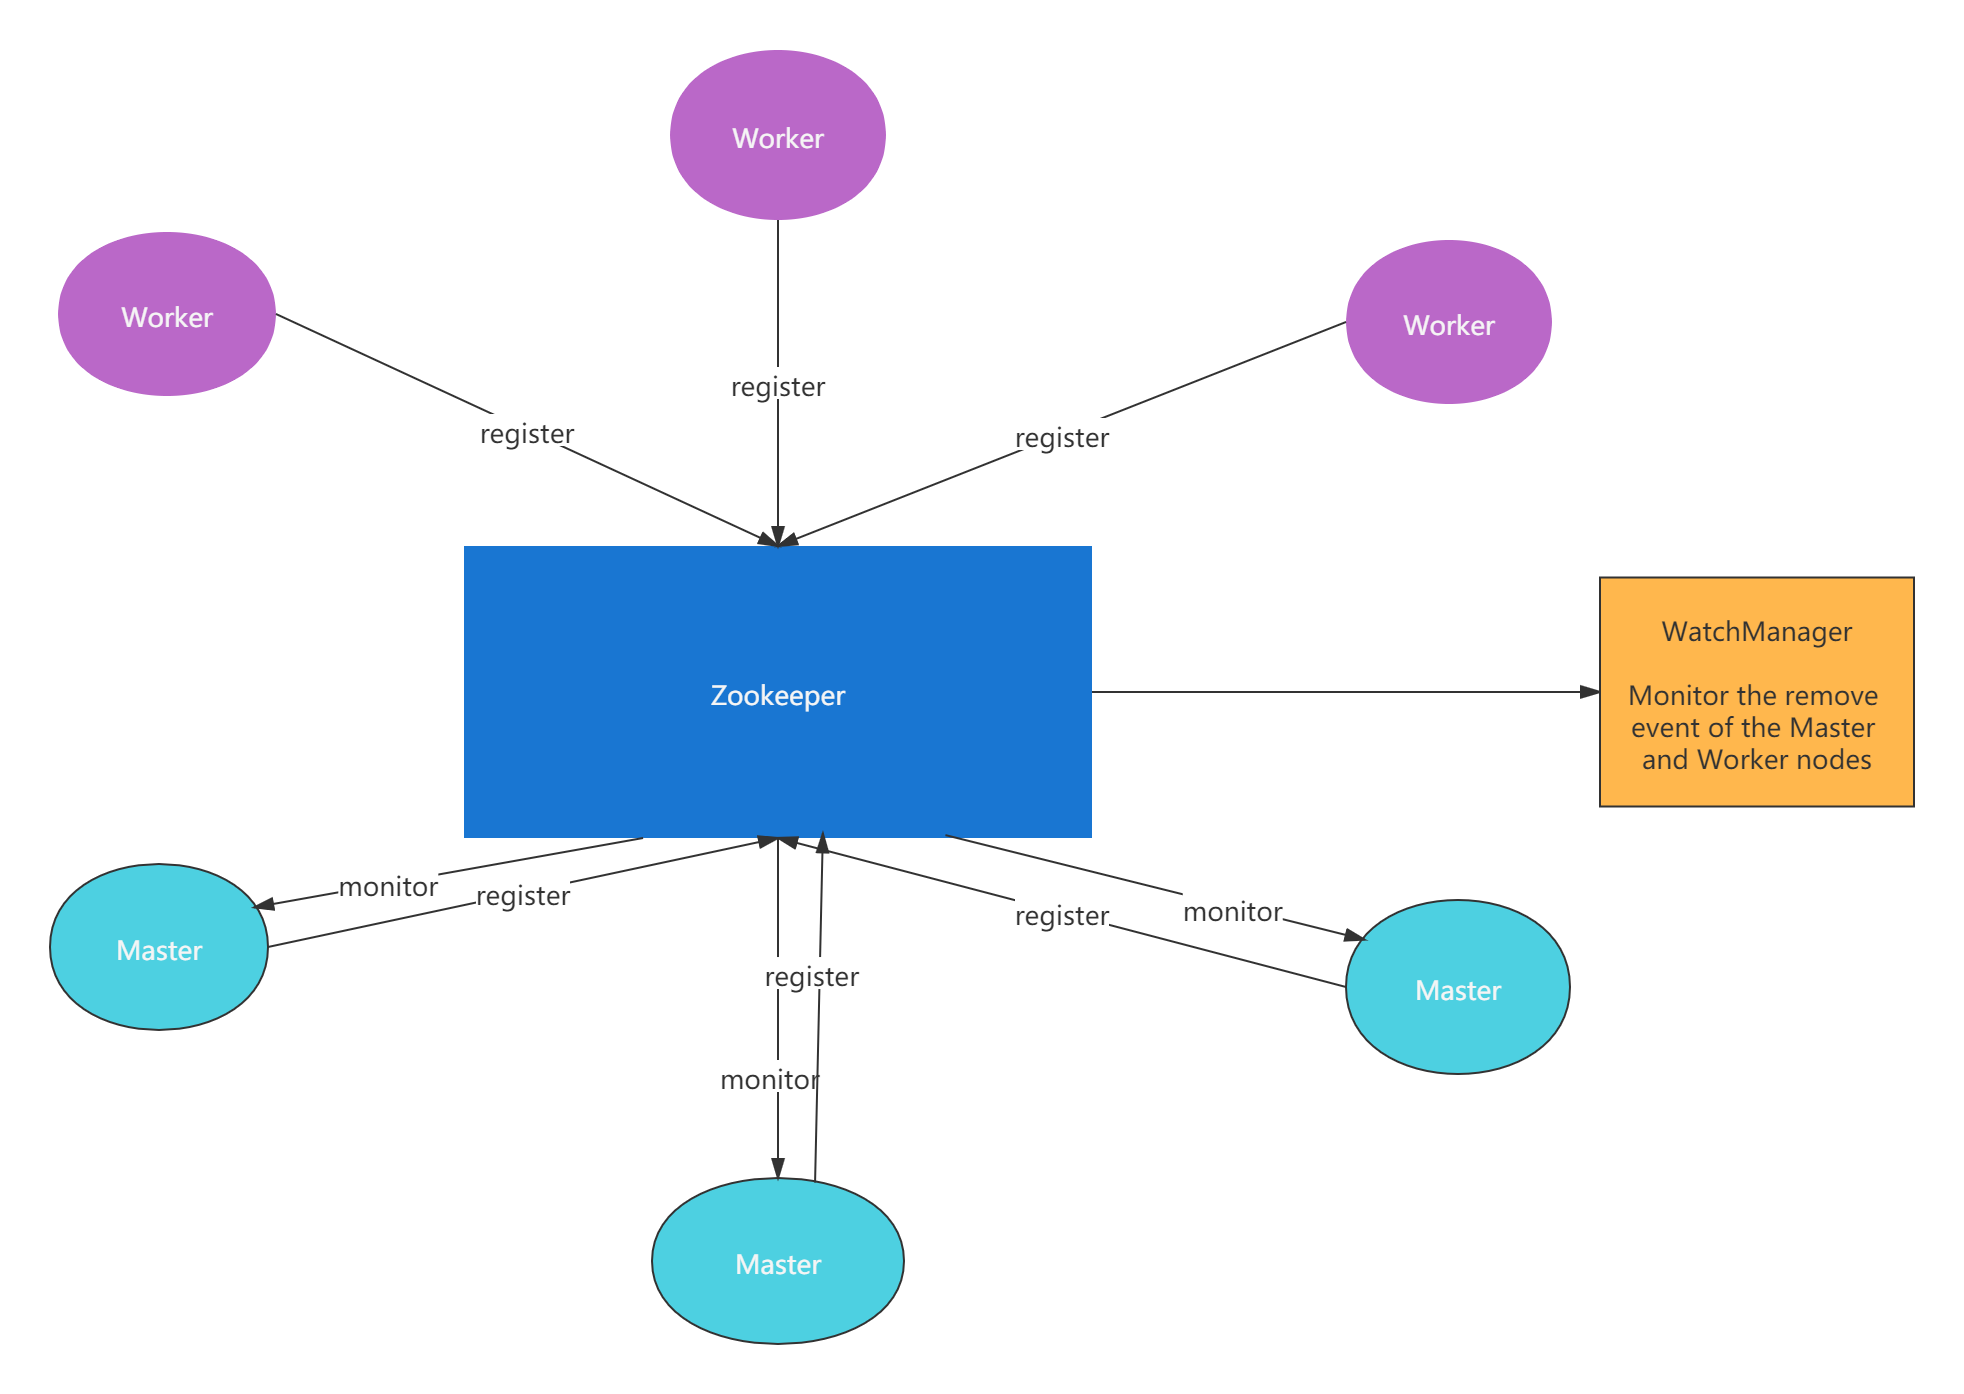 Worker
Worker
Worker
register
register
register
Zookeeper
WatchManager
Monitor the remove
event of the Master
and Worker nodes
monitor
register
register
monitor
Master
register
Master
monitor
Master